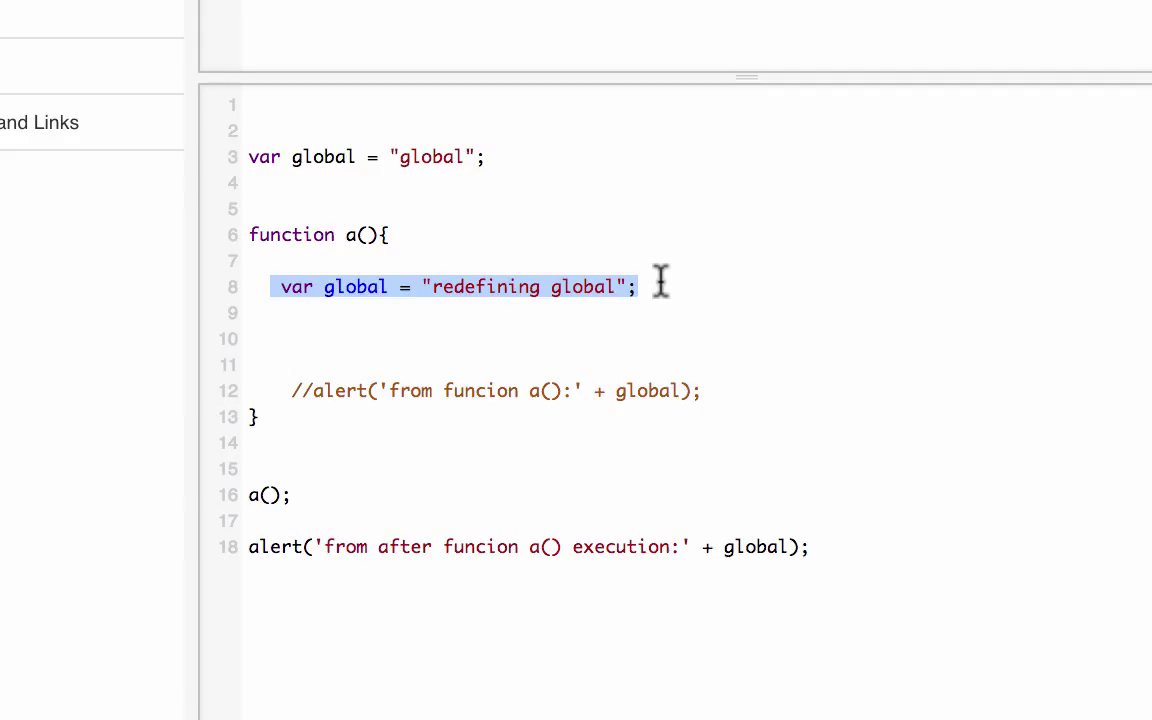 and Links
1
2
3 var global = "global";
4
5
6 function a(){
7
8 var global = "redefining global";
9
10
11
12 //alert('from funcion a():' + global);
13 }
14
15
16 a();
17
18 alert('from after funcion a() execution:' + global);